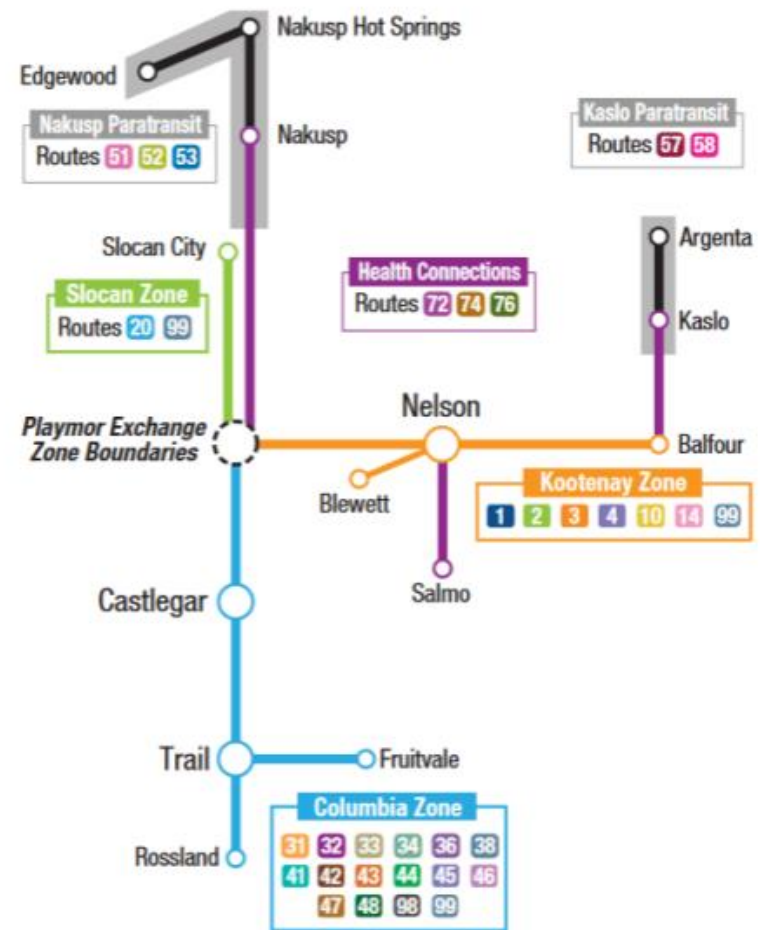 Nakusp Hot Springs
Edgewood
Nakusp Paratransit
Routes 51 52 53
Nakusp
Kaslo Paratransit
Routes 57 58
Slocan City
Argenta
Health Connections
Routes 72 74 76
Slocan Zone
Routes 20 99
Kaslo
Nelson
Playmor Exchange
Zone Boundaries
Balfour
Blewett
Kootenay Zone
1 2 3 4 10 14 99
Salmo
Castlegar
Trail
Fruitvale
Columbia Zone
31 32 33 34 36 38
41 42 43 44 45 46
47 48 98 99
Rossland